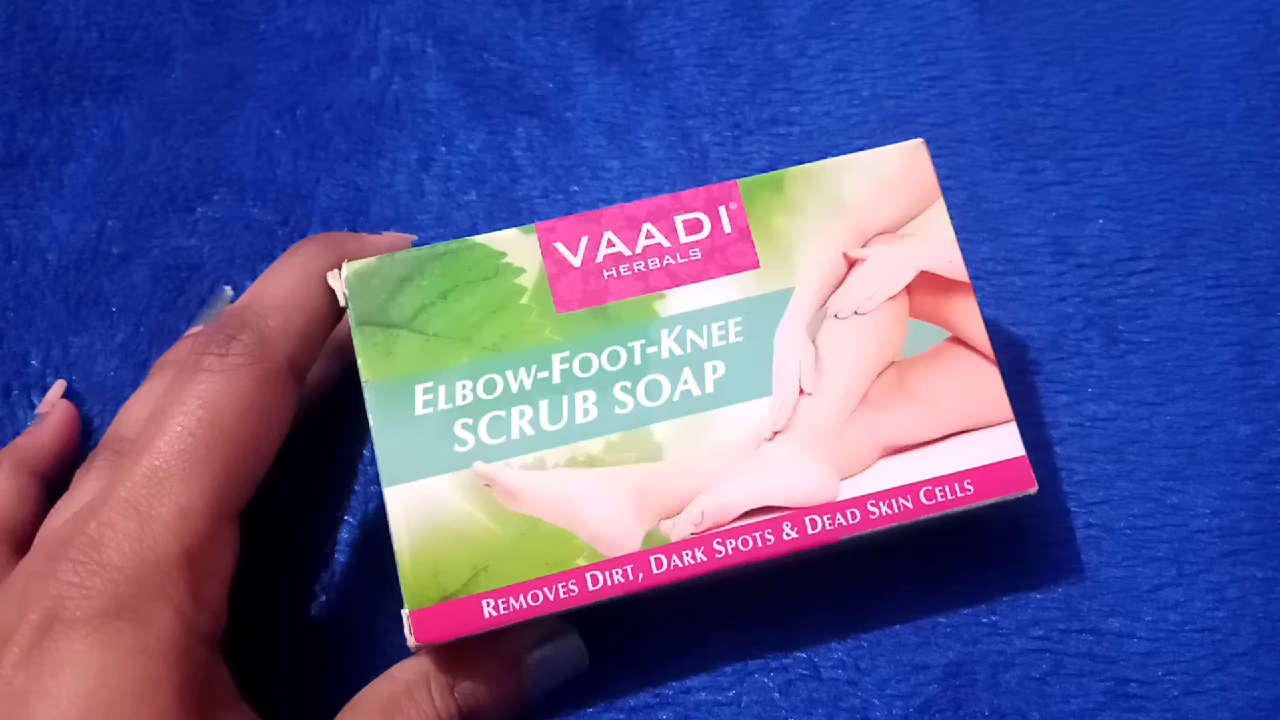 VAADI®
HERBALS
ELBOW-FOOT-KNEE
SCRUB SOAP
REMOVES DIRT, DARK SPOTS & DEAD SKIN CELLS